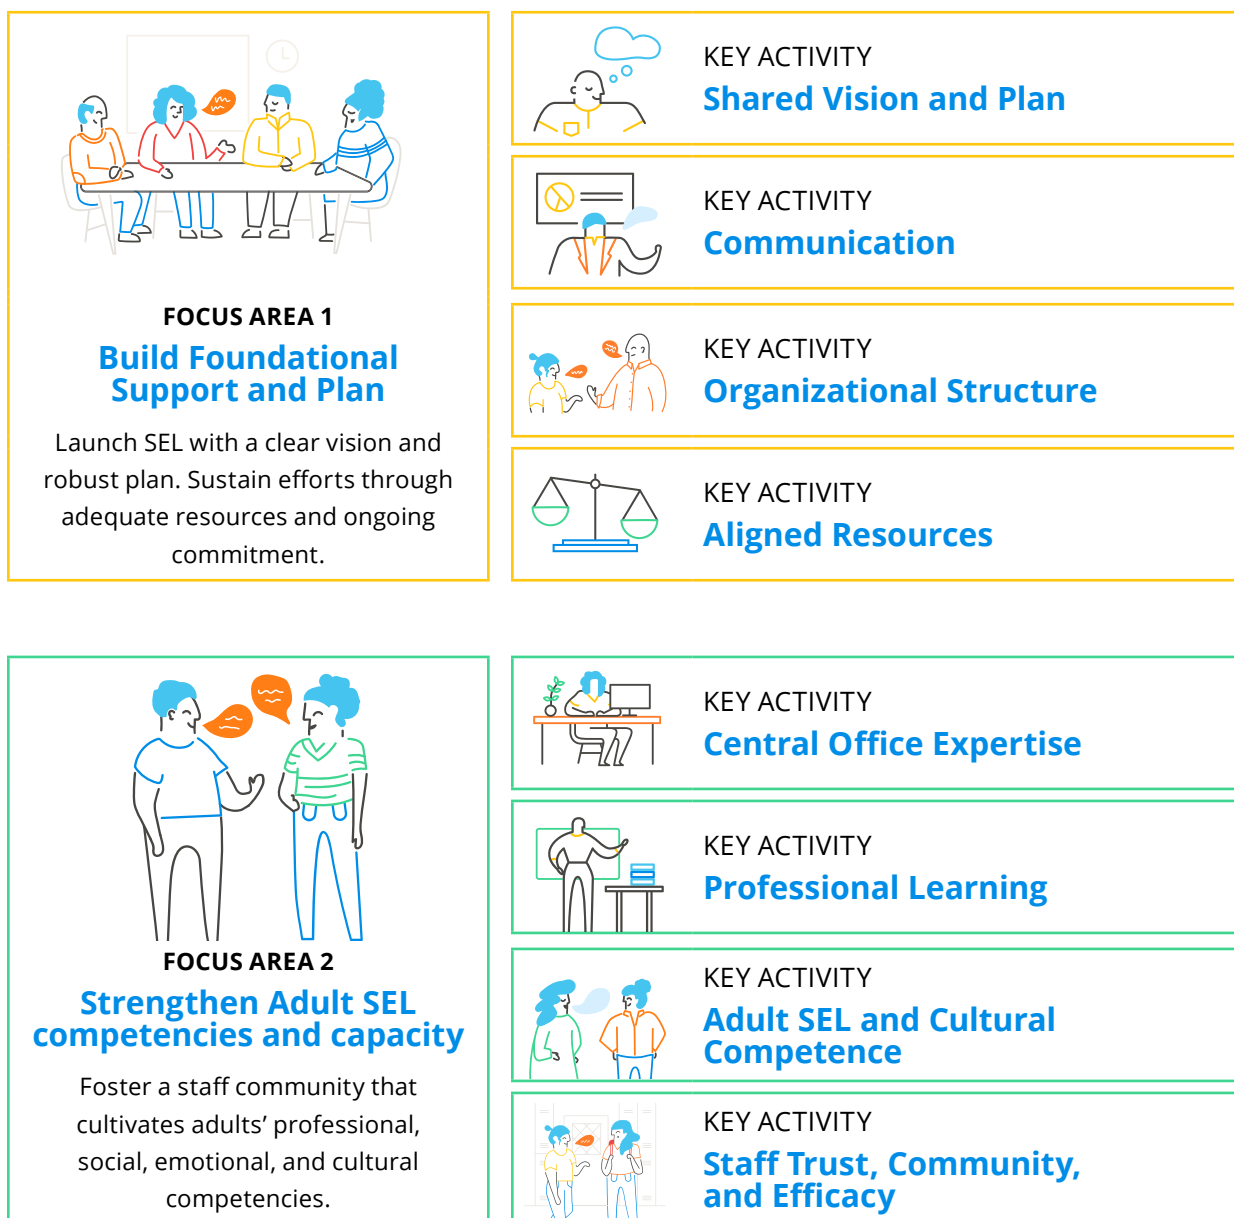 FOCUS AREA 1
Build Foundational
Support and Plan
Launch SEL with a clear vision and
robust plan. Sustain efforts through
adequate resources and ongoing
commitment.
KEY ACTIVITY
Shared Vision and Plan
KEY ACTIVITY
Communication
KEY ACTIVITY
Organizational Structure
KEY ACTIVITY
Aligned Resources
FOCUS AREA 2
Strengthen Adult SEL
competencies and capacity
Foster a staff community that
cultivates adults’ professional,
social, emotional, and cultural
competencies.
KEY ACTIVITY
Central Office Expertise
KEY ACTIVITY
Professional Learning
KEY ACTIVITY
Adult SEL and Cultural
Competence
KEY ACTIVITY
Staff Trust, Community,
and Efficacy